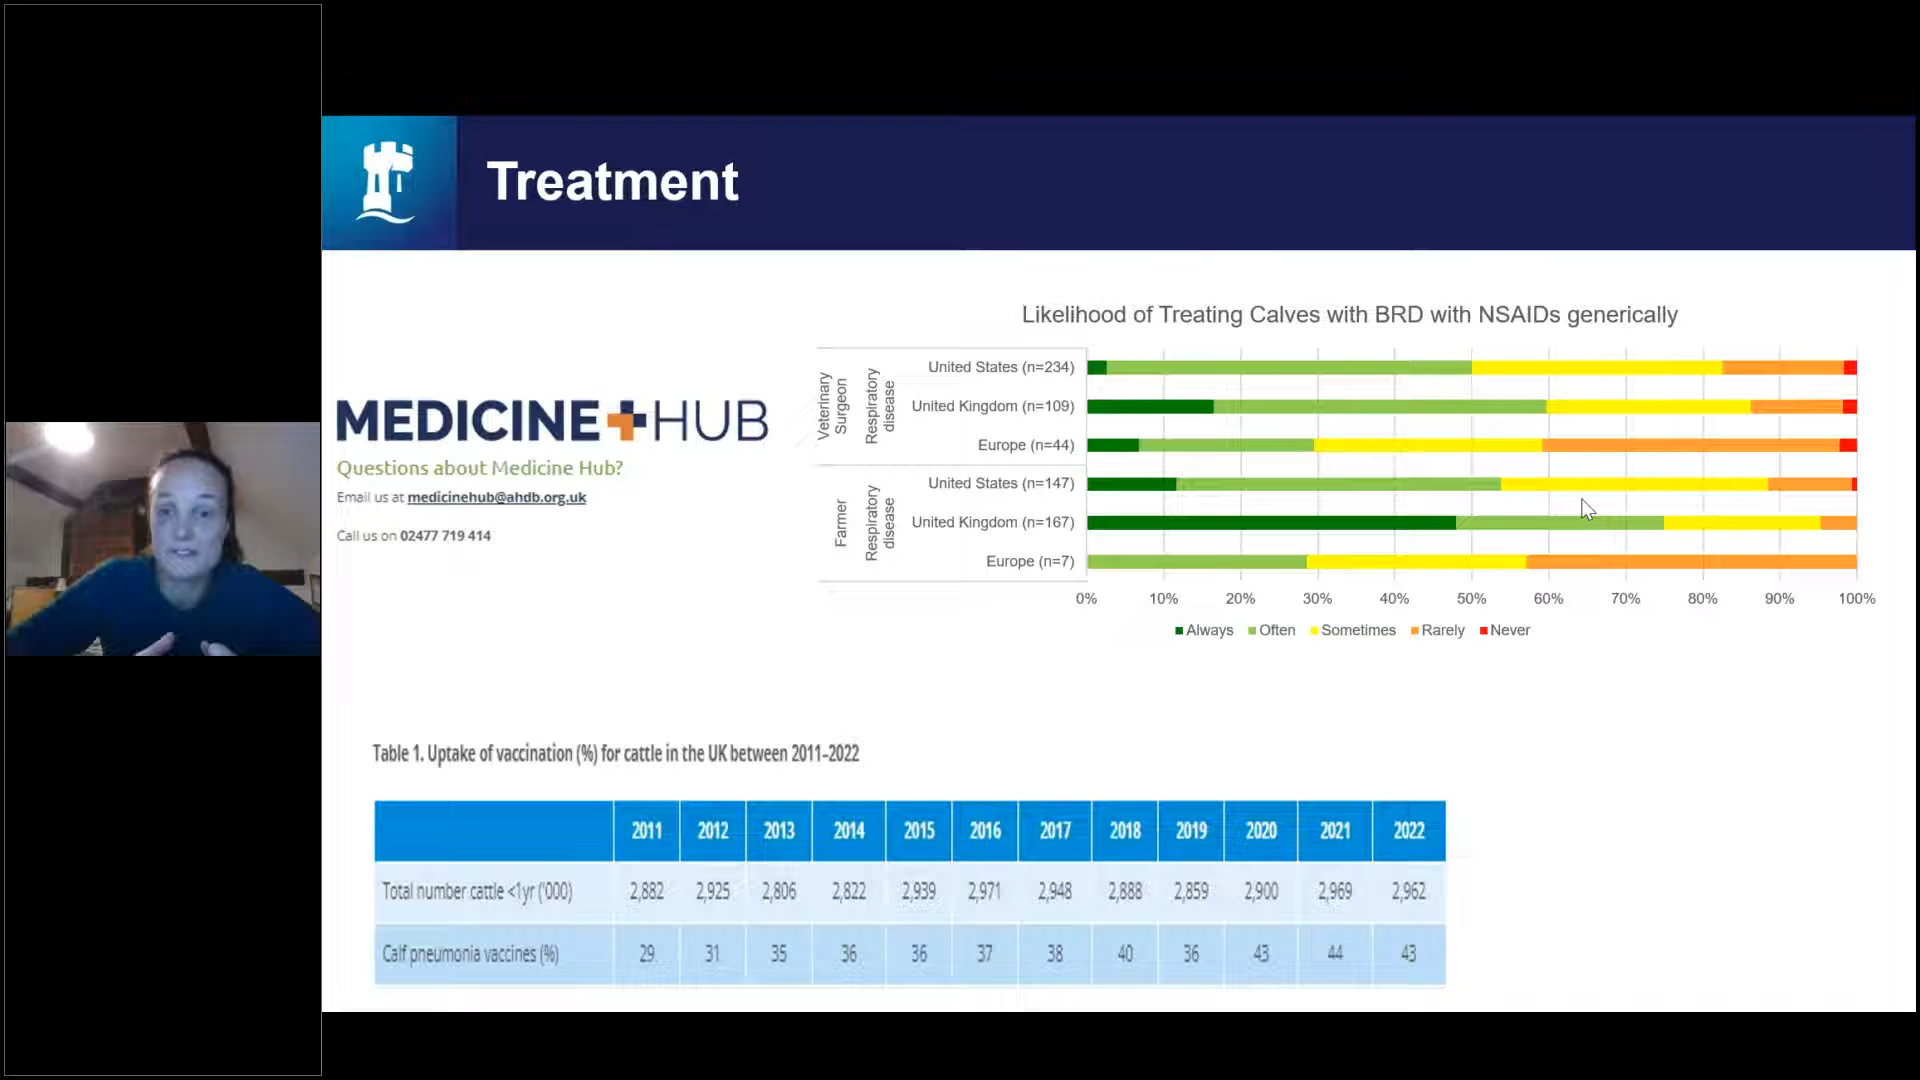 Treatment
MEDICINE HUB
Questions about Medicine Hub?
Email us at medicinehub@ahdb.org.uk
Call us on 02477 719 414
Likelihood of Treating Calves with BRD with NSAIDs generically
Veterinary
Surgeon
Respiratory
disease
United States (n=234)
United Kingdom (n=109)
Europe (n=44)
Farmer
Respiratory
disease
United States (n=147)
United Kingdom (n=167)
Europe (n=7)
0% 10% 20% 30% 40% 50% 60% 70% 80% 90% 100%
Always Often Sometimes Rarely Never
Table 1. Uptake of vaccination (%) for cattle in the UK between 2011-2022
2011 2012 2013 2014 2015 2016 2017 2018 2019 2020 2021 2022
Total number cattle <1yr ('000) 2,882 2,925 2,806 2,822 2,939 2,971 2,948 2,888 2,859 2,900 2,969 2,962
Calf pneumonia vaccines (%) 29 31 35 36 36 37 38 40 36 43 44 43